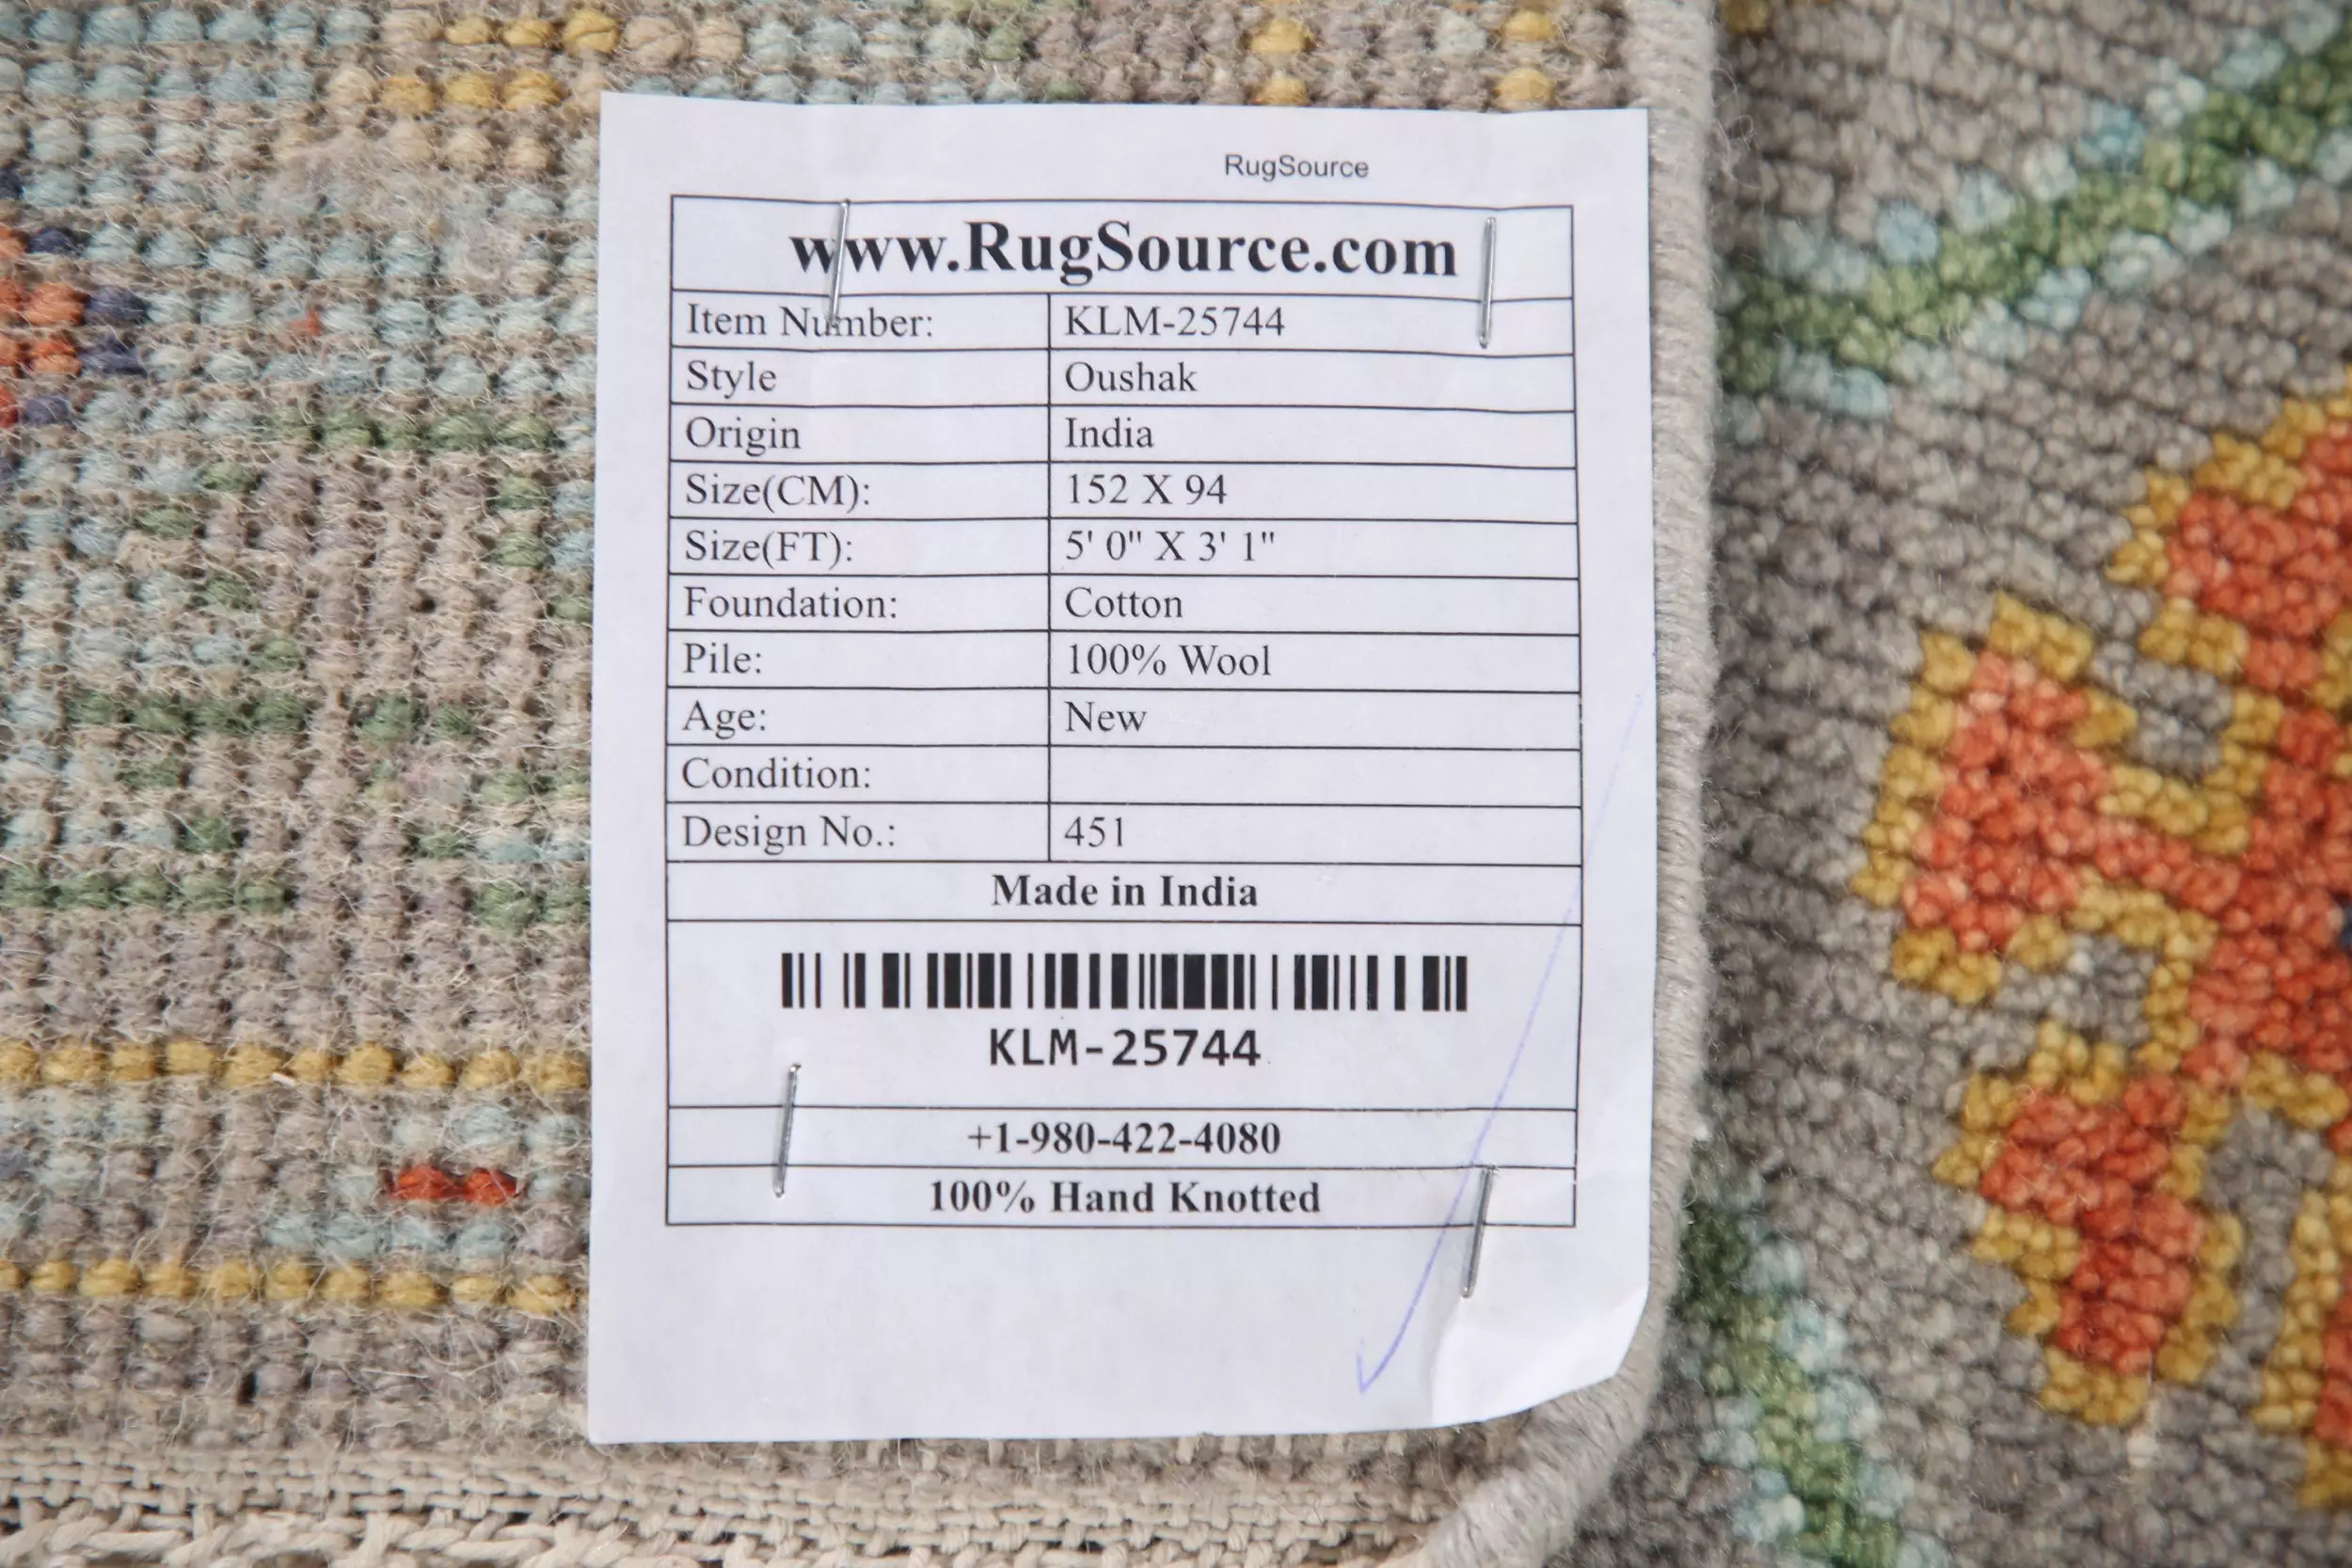 RugSource
www.RugSource.com
Item Number: KLM-25744
Style Oushak
Origin India
Size(CM): 152 X 94
Size(FT): 5' 0" X 3' 1"
Foundation: Cotton
Pile: 100% Wool
Age: New
Condition:
Design No.: 451
Made in India
KLM-25744
+1-980-422-4080
100% Hand Knotted